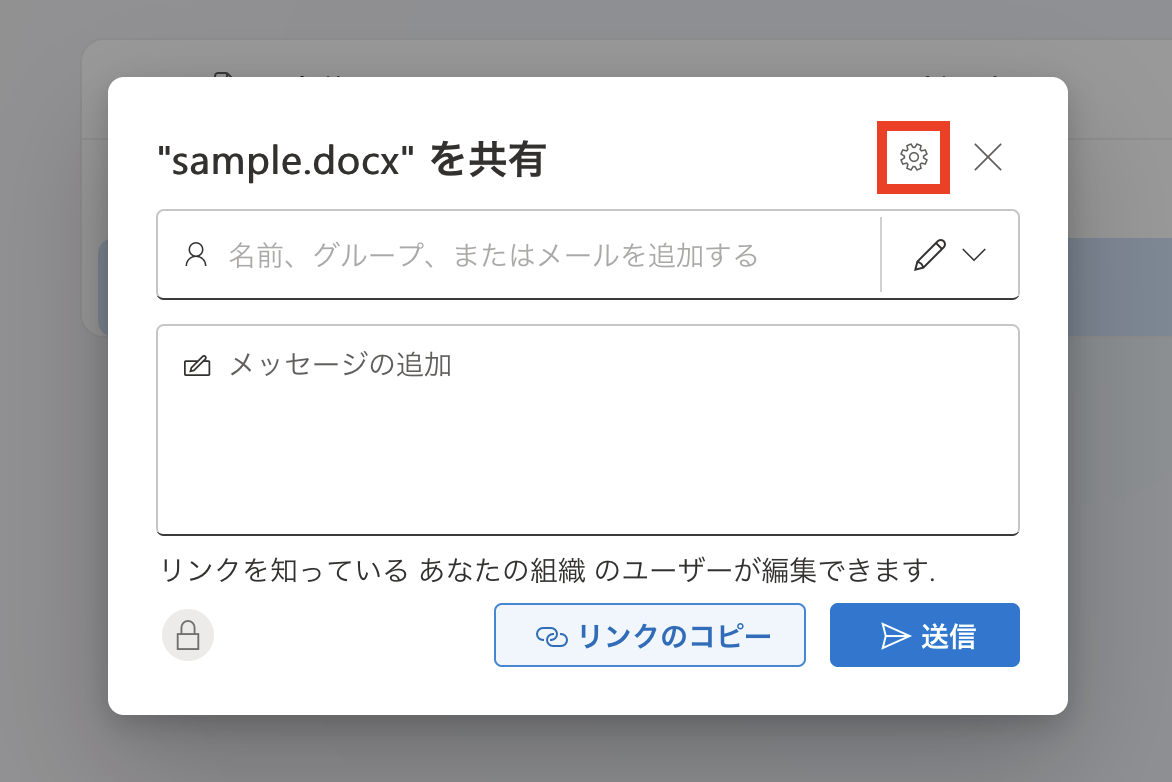 "sample.docx" を共有
名前、グループ、またはメールを追加する
メッセージの追加
リンクを知っている あなたの組織 のユーザーが編集できます.
リンクのコピー
送信